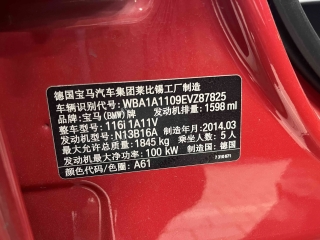 德国宝马汽车集团莱比锡工厂制造
车辆识别代号: WBA1A1109EVZ87825
品牌: 宝马(BMW)牌 发动机排量: 1598 ml
整车型号: 116i 1A11V
发动机型号: N13B16A 制造年月: 2014.03
最大允许总质量: 1845 kg 乘坐人数: 5 人
发动机最大净功率: 100 kW 制造国: 德国
颜色代码/色圈: A61